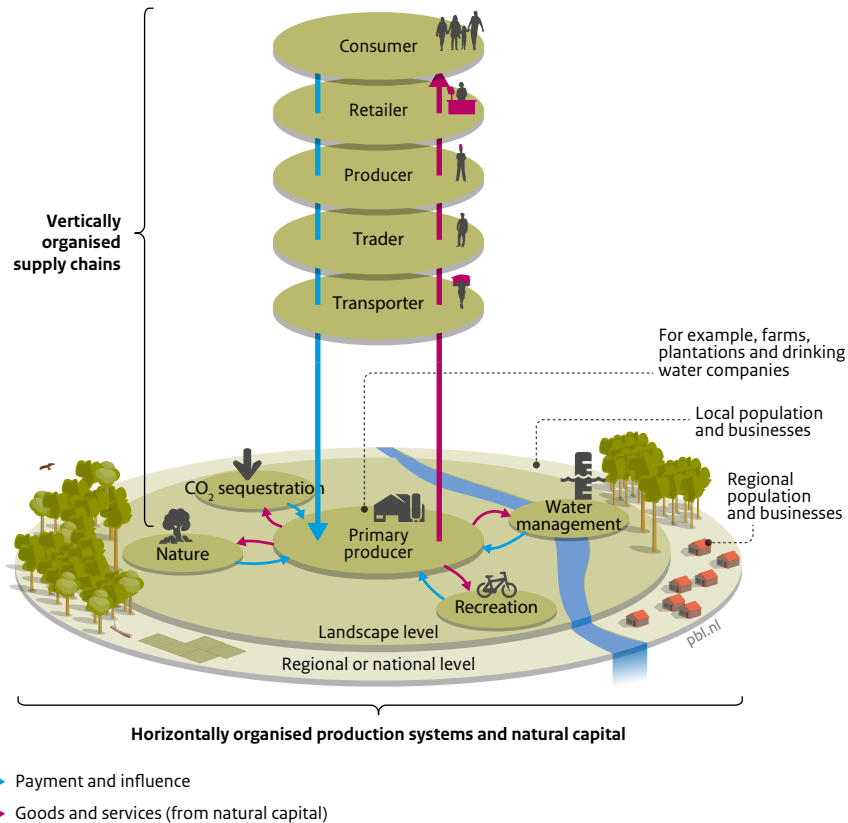 Consumer
Retailer
Producer
Trader
Transporter
Vertically
organised
supply chains
For example, farms,
plantations and drinking
water companies
Local population
and businesses
Regional
population
and businesses
CO2 sequestration
Nature
Primary
producer
Water
management
Recreation
Landscape level
Regional or national level
pbl.nl
Horizontally organised production systems and natural capital
Payment and influence
Goods and services (from natural capital)